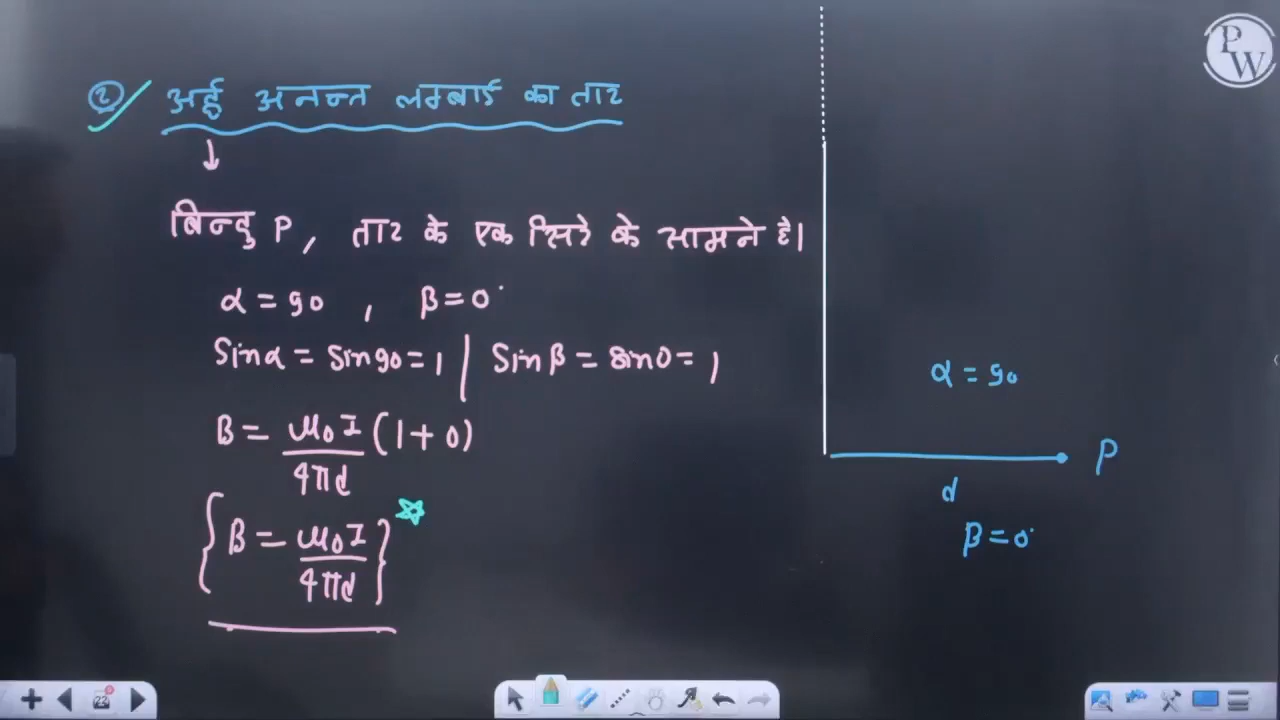 ② अर्द्ध अनन्त लम्बाई का तार
बिन्दु P, तार के एक सिरे के सामने है।
α = 90 , β = 0°
Sinα = Sin90 = 1 | Sinβ = Sin0 = 1
B = μ₀I/4πd (1 + 0)
{B = μ₀I/4πd}
α = 90
P
d
β = 0°
PW
22